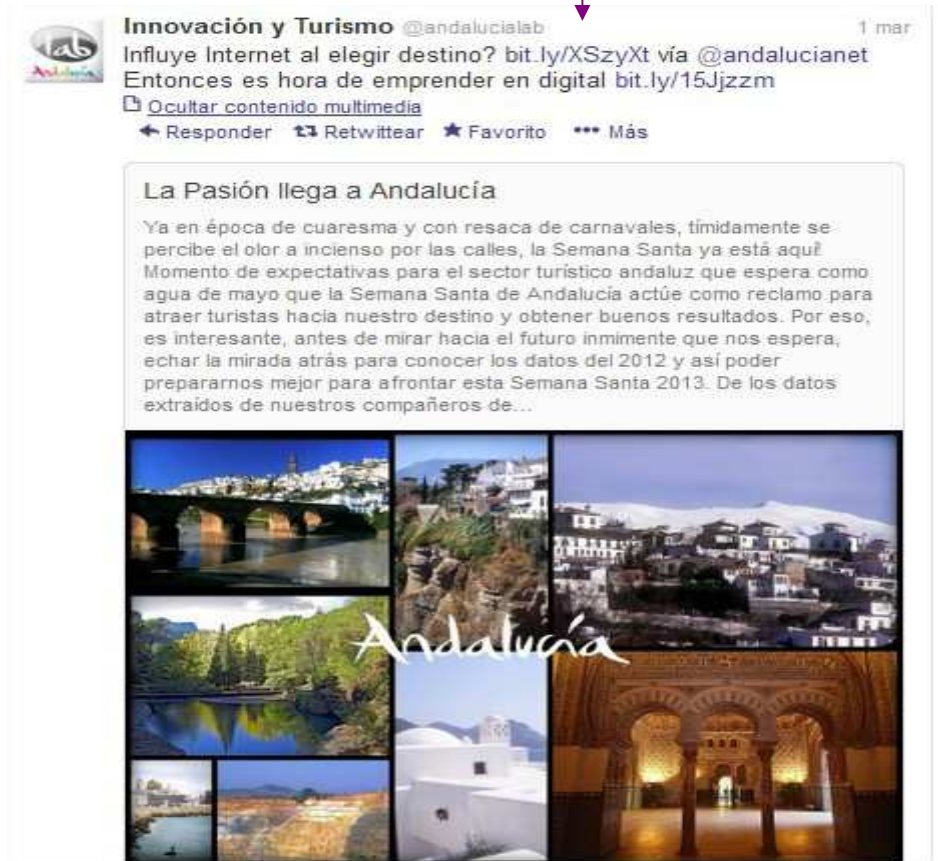 Innovación y Turismo @andalucialab 1 mar
lab
Andalucía
Influye Internet al elegir destino? bit.ly/XSzyXt vía @andalucianet
Entonces es hora de emprender en digital bit.ly/15Jjzzm
Ocultar contenido multimedia
Responder Retwittear Favorito Más
La Pasión llega a Andalucía
Ya en época de cuaresma y con resaca de carnavales, tímidamente se
percibe el olor a incienso por las calles, la Semana Santa ya está aquí!
Momento de expectativas para el sector turístico andaluz que espera como
agua de mayo que la Semana Santa de Andalucía actúe como reclamo para
atraer turistas hacia nuestro destino y obtener buenos resultados. Por eso,
es interesante, antes de mirar hacia el futuro inmimente que nos espera,
echar la mirada atrás para conocer los datos del 2012 y así poder
prepararnos mejor para afrontar esta Semana Santa 2013. De los datos
extraídos de nuestros compañeros de...
Andalucía